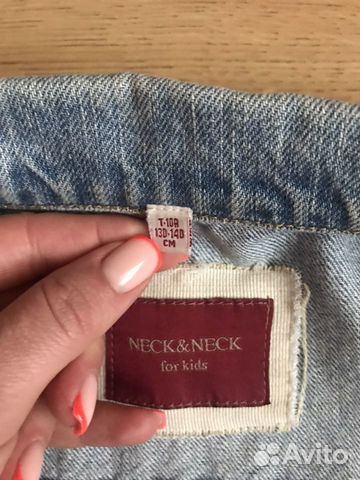 T-10A
130-140
CM
NECK&NECK
for kids
Avito